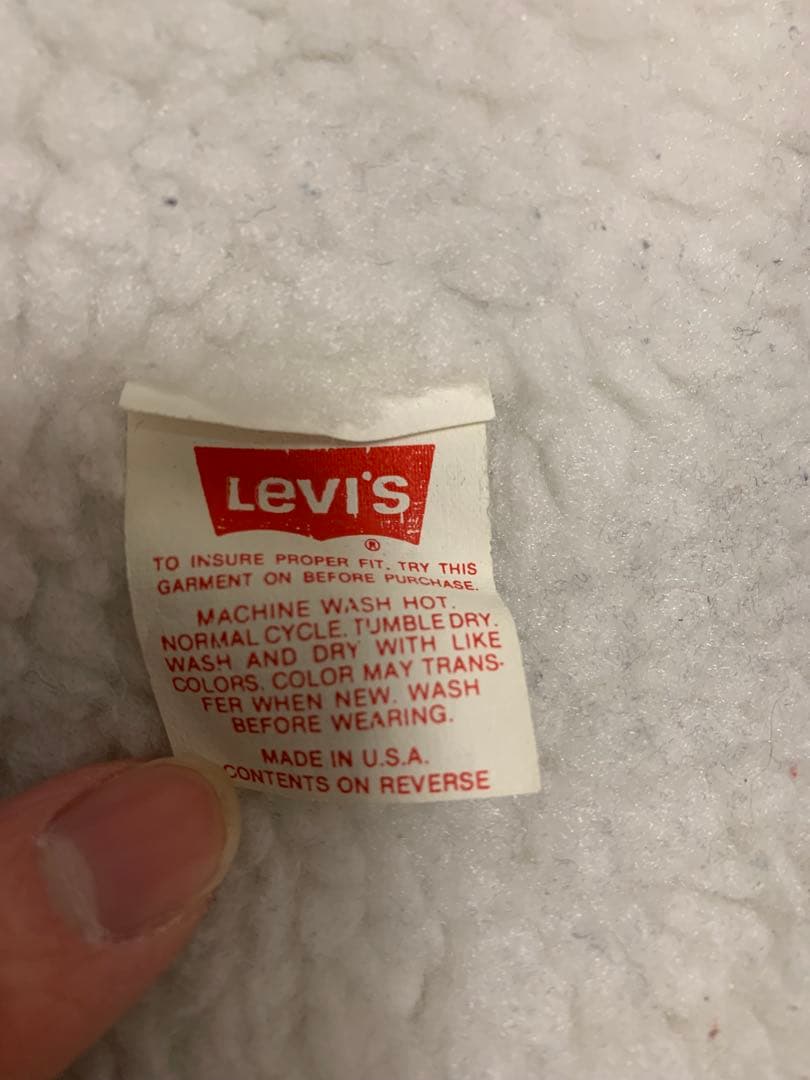 Levi's
®
TO INSURE PROPER FIT. TRY THIS
GARMENT ON BEFORE PURCHASE.
MACHINE WASH HOT.
NORMAL CYCLE. TUMBLE DRY.
WASH AND DRY WITH LIKE
COLORS. COLOR MAY TRANS-
FER WHEN NEW. WASH
BEFORE WEARING.
MADE IN U.S.A.
CONTENTS ON REVERSE